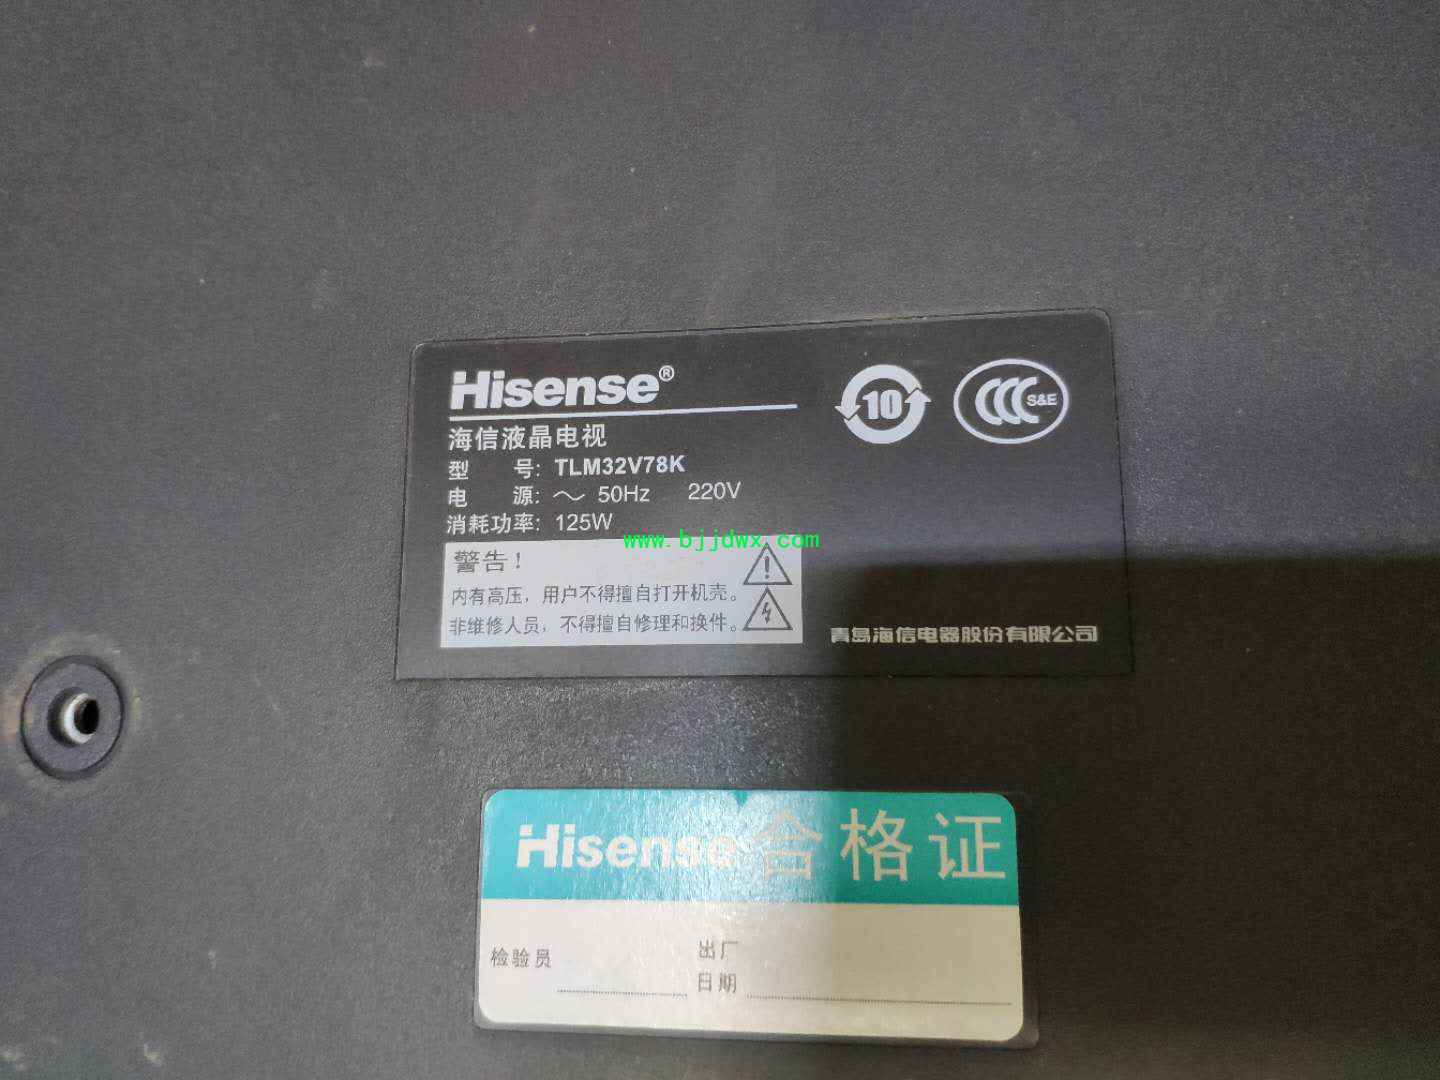 Hisense®
海信液晶电视
型 号: TLM32V78K
电 源: ～ 50Hz 220V
消耗功率: 125W
警告!
内有高压，用户不得擅自打开机壳。
非维修人员，不得擅自修理和换件。
10
CCC S&E
青岛海信电器股份有限公司
www.bjjdwx.com
Hisense 合格证
检验员
出厂
日期